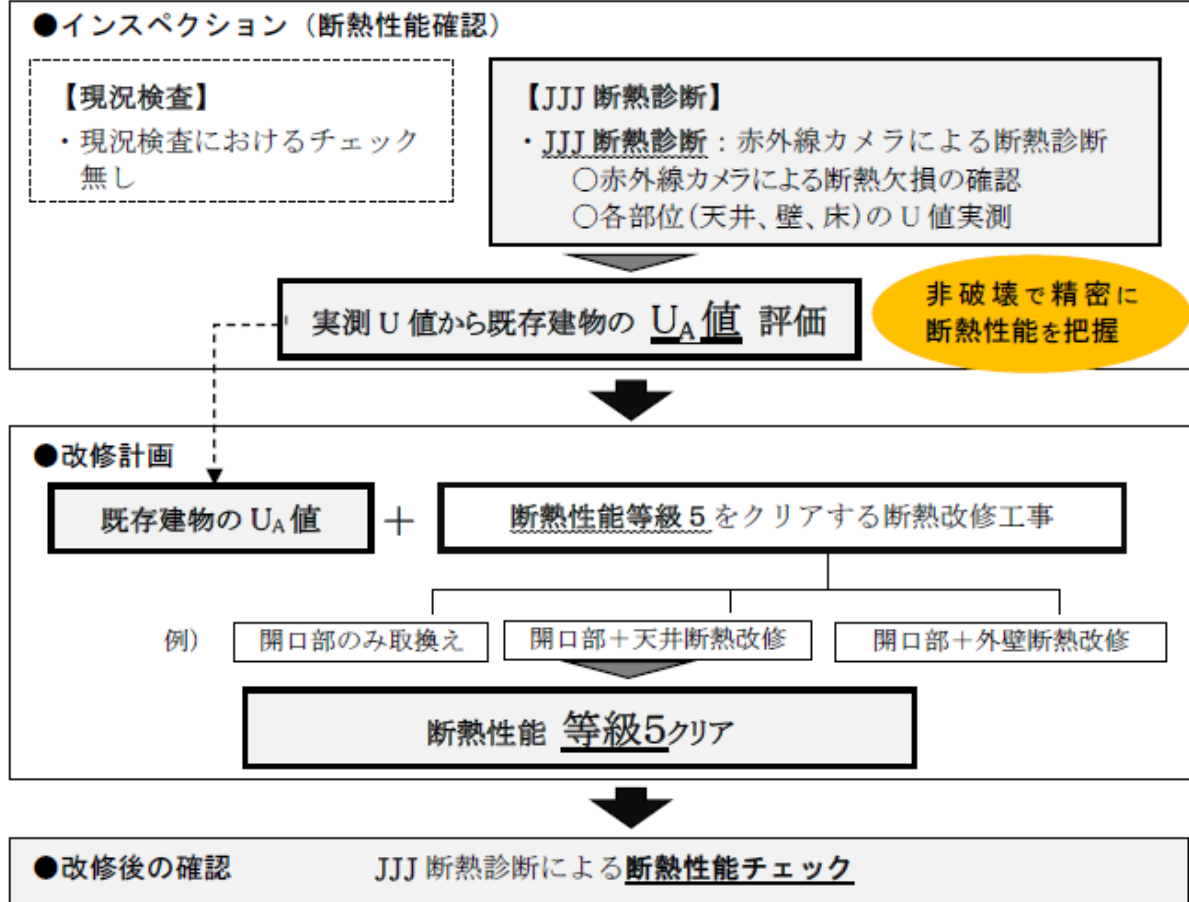 ●インスペクション（断熱性能確認）
【現況検査】
・現況検査におけるチェック
無し
【JJJ 断熱診断】
・JJJ 断熱診断：赤外線カメラによる断熱診断
○赤外線カメラによる断熱欠損の確認
○各部位(天井、壁、床)の U 値実測
実測 U 値から既存建物の UA値 評価
非破壊で精密に
断熱性能を把握
●改修計画
既存建物の UA値
＋
断熱性能等級５をクリアする断熱改修工事
例）
開口部のみ取換え
開口部＋天井断熱改修
開口部＋外壁断熱改修
断熱性能 等級5クリア
●改修後の確認 JJJ 断熱診断による断熱性能チェック